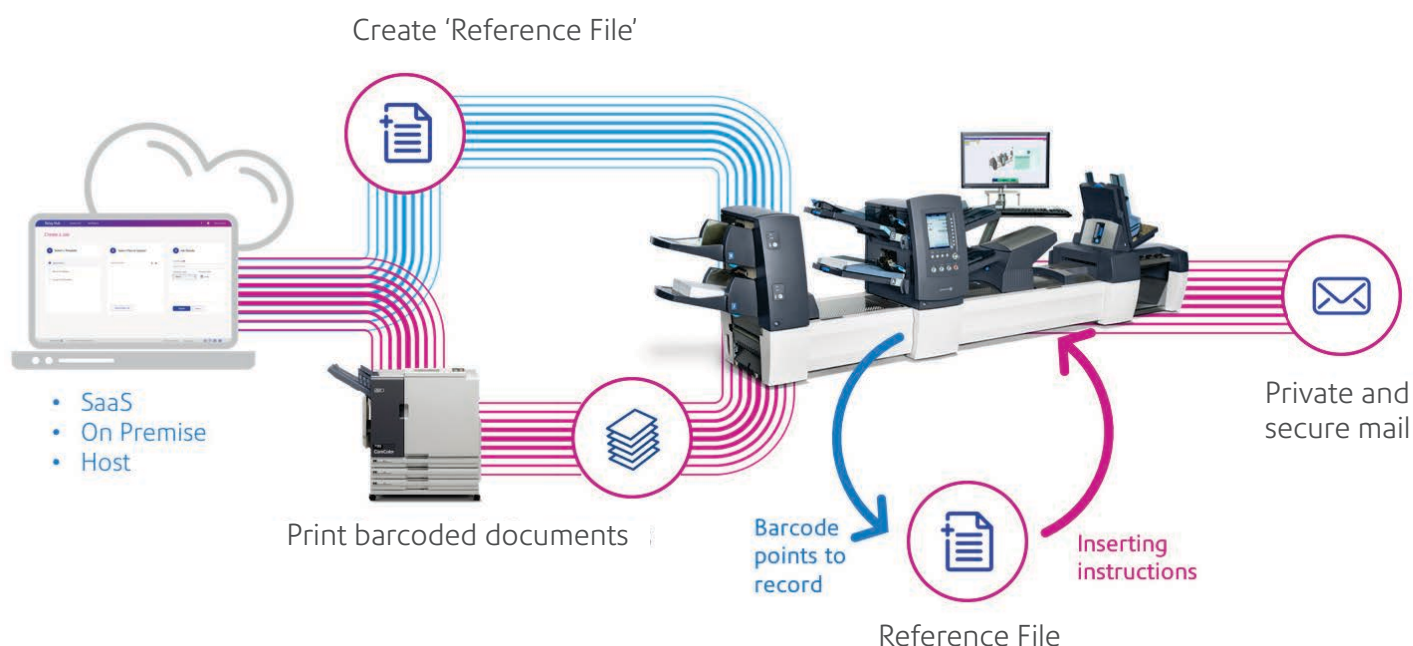 Create ‘Reference File’
• SaaS
• On Premise
• Host
Print barcoded documents
Barcode
points to
record
Inserting
instructions
Reference File
Private and
secure mail